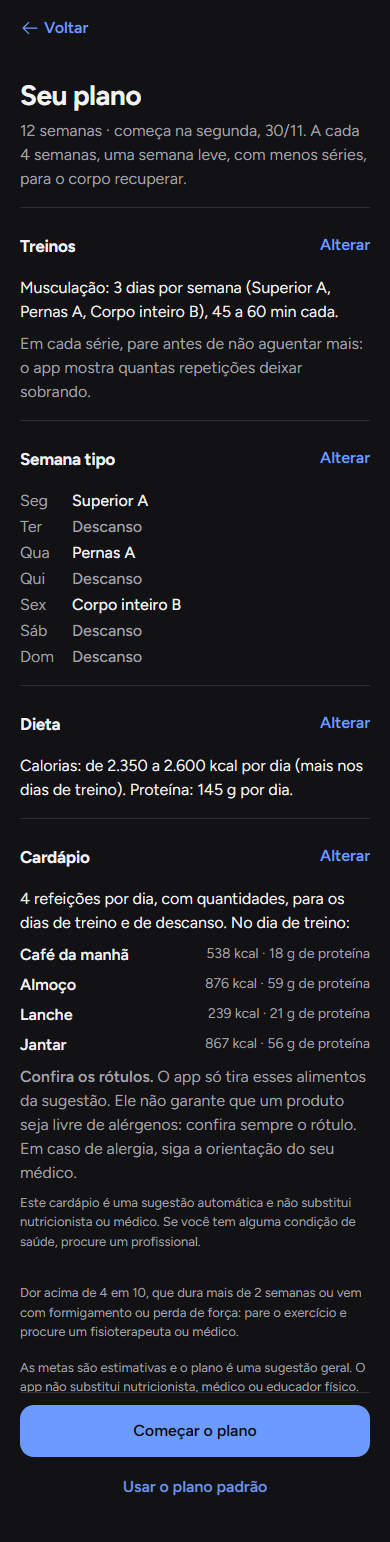 ← Voltar
Seu plano
12 semanas · começa na segunda, 30/11. A cada
4 semanas, uma semana leve, com menos séries,
para o corpo recuperar.
Treinos Alterar
Musculação: 3 dias por semana (Superior A,
Pernas A, Corpo inteiro B), 45 a 60 min cada.
Em cada série, pare antes de não aguentar mais:
o app mostra quantas repetições deixar
sobrando.
Semana tipo Alterar
Seg Superior A
Ter Descanso
Qua Pernas A
Qui Descanso
Sex Corpo inteiro B
Sáb Descanso
Dom Descanso
Dieta Alterar
Calorias: de 2.350 a 2.600 kcal por dia (mais nos
dias de treino). Proteína: 145 g por dia.
Cardápio Alterar
4 refeições por dia, com quantidades, para os
dias de treino e de descanso. No dia de treino:
Café da manhã 538 kcal · 18 g de proteína
Almoço 876 kcal · 59 g de proteína
Lanche 239 kcal · 21 g de proteína
Jantar 867 kcal · 56 g de proteína
Confira os rótulos. O app só tira esses alimentos
da sugestão. Ele não garante que um produto
seja livre de alérgenos: confira sempre o rótulo.
Em caso de alergia, siga a orientação do seu
médico.
Este cardápio é uma sugestão automática e não substitui
nutricionista ou médico. Se você tem alguma condição de
saúde, procure um profissional.
Dor acima de 4 em 10, que dura mais de 2 semanas ou vem
com formigamento ou perda de força: pare o exercício e
procure um fisioterapeuta ou médico.
As metas são estimativas e o plano é uma sugestão geral. O
app não substitui nutricionista, médico ou educador físico.
Começar o plano
Usar o plano padrão